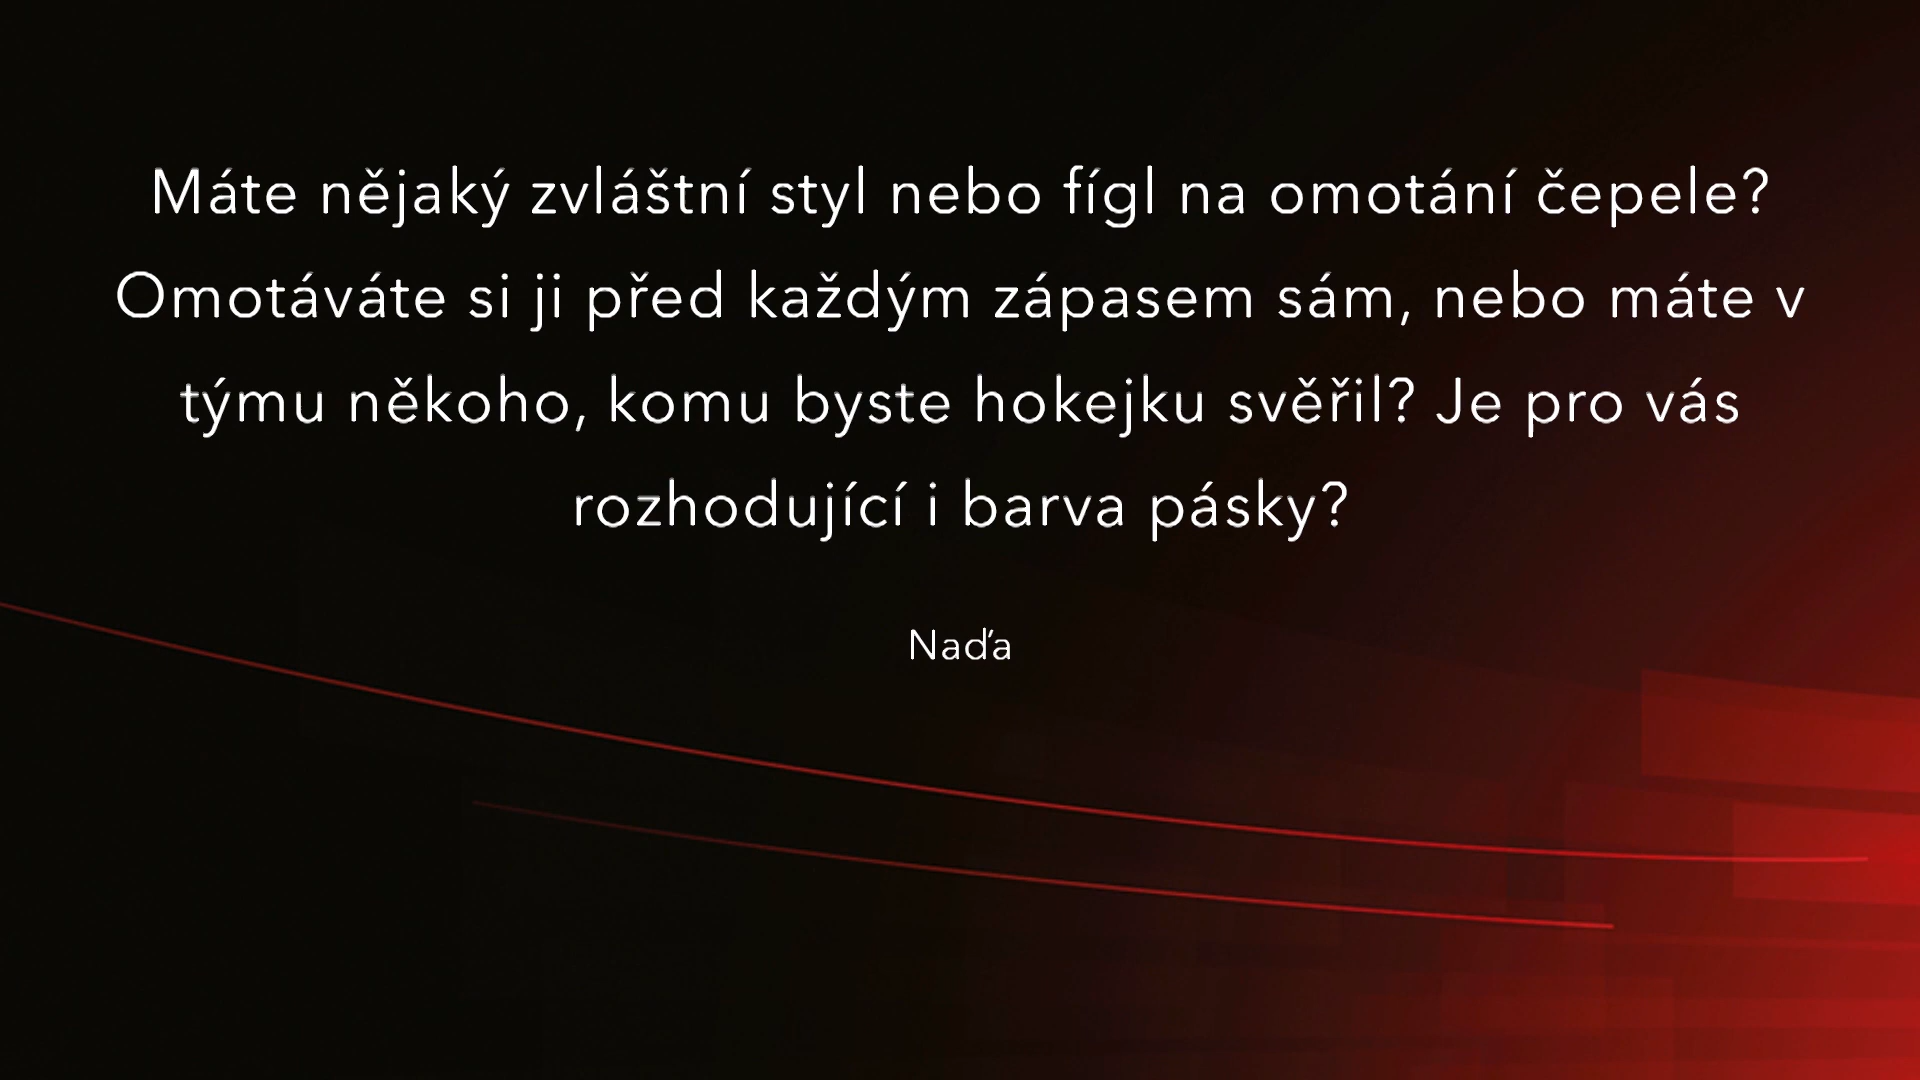 Máte nějaký zvláštní styl nebo fígl na omotání čepele?
Omotáváte si ji před každým zápasem sám, nebo máte v
týmu někoho, komu byste hokejku svěřil? Je pro vás
rozhodující i barva pásky?
Naďa